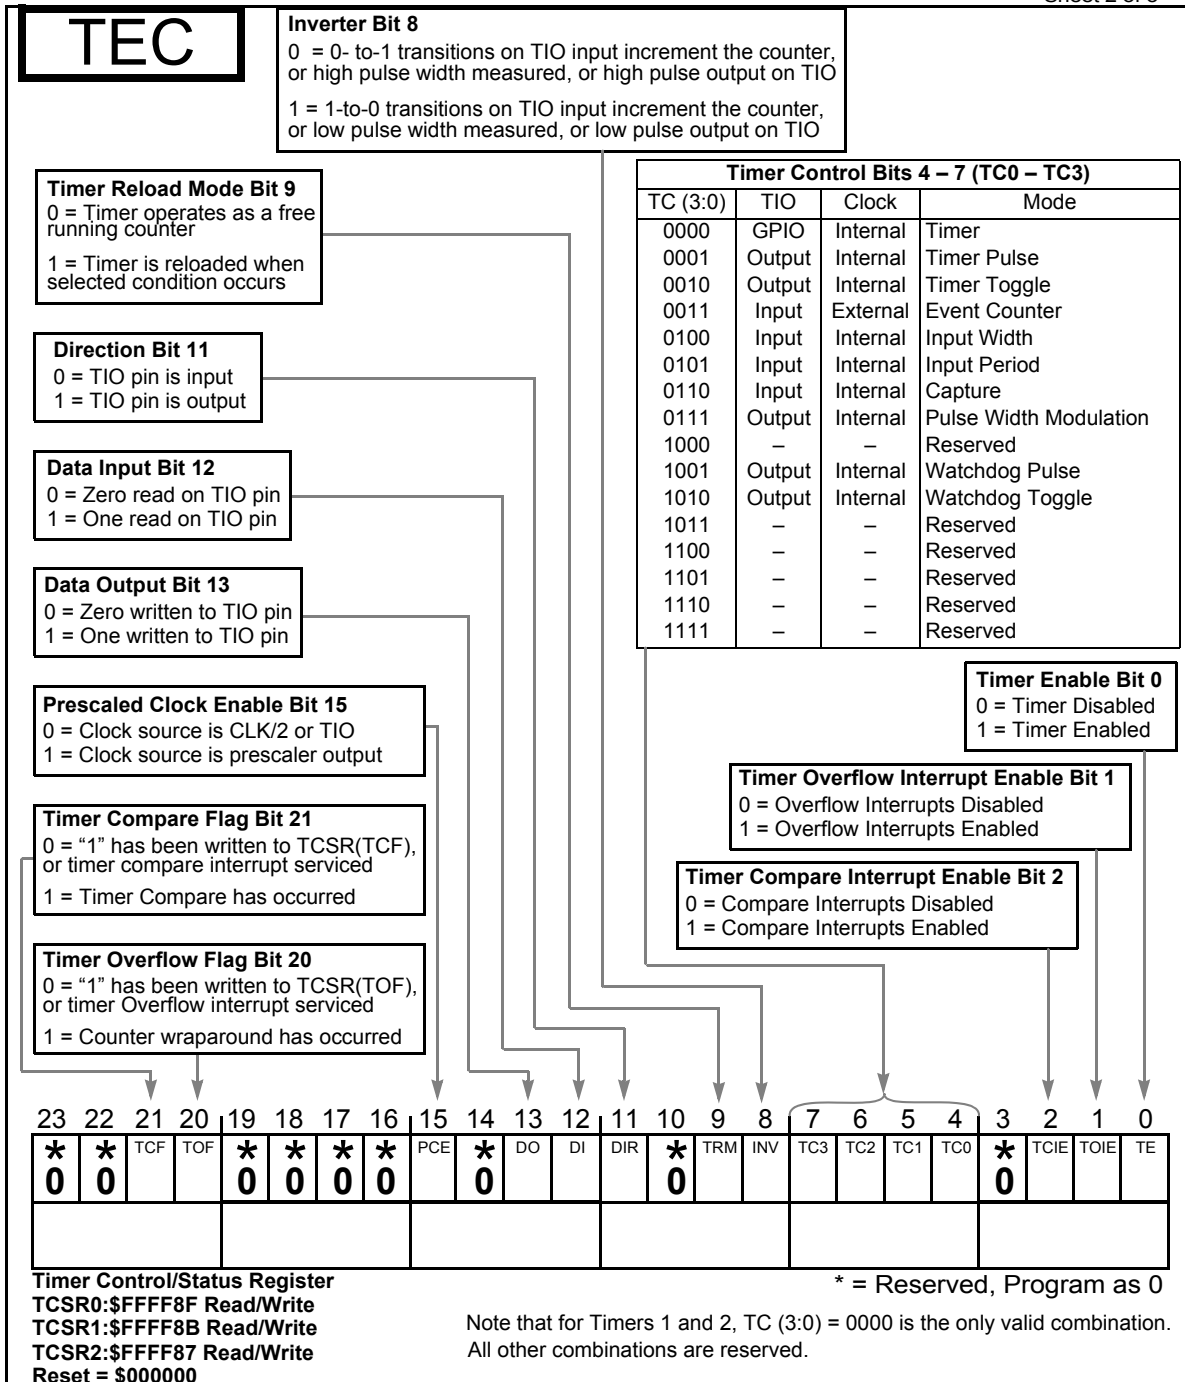 TEC
Inverter Bit 8
0 = 0- to-1 transitions on TIO input increment the counter,
or high pulse width measured, or high pulse output on TIO
1 = 1-to-0 transitions on TIO input increment the counter,
or low pulse width measured, or low pulse output on TIO
Timer Reload Mode Bit 9
0 = Timer operates as a free
running counter
1 = Timer is reloaded when
selected condition occurs
Direction Bit 11
0 = TIO pin is input
1 = TIO pin is output
Data Input Bit 12
0 = Zero read on TIO pin
1 = One read on TIO pin
Data Output Bit 13
0 = Zero written to TIO pin
1 = One written to TIO pin
Prescaled Clock Enable Bit 15
0 = Clock source is CLK/2 or TIO
1 = Clock source is prescaler output
Timer Compare Flag Bit 21
0 = “1” has been written to TCSR(TCF),
or timer compare interrupt serviced
1 = Timer Compare has occurred
Timer Overflow Flag Bit 20
0 = “1” has been written to TCSR(TOF),
or timer Overflow interrupt serviced
1 = Counter wraparound has occurred
Timer Control Bits 4 – 7 (TC0 – TC3)
TC (3:0) TIO Clock Mode
0000 GPIO Internal Timer
0001 Output Internal Timer Pulse
0010 Output Internal Timer Toggle
0011 Input External Event Counter
0100 Input Internal Input Width
0101 Input Internal Input Period
0110 Input Internal Capture
0111 Output Internal Pulse Width Modulation
1000 – – Reserved
1001 Output Internal Watchdog Pulse
1010 Output Internal Watchdog Toggle
1011 – – Reserved
1100 – – Reserved
1101 – – Reserved
1110 – – Reserved
1111 – – Reserved
Timer Enable Bit 0
0 = Timer Disabled
1 = Timer Enabled
Timer Overflow Interrupt Enable Bit 1
0 = Overflow Interrupts Disabled
1 = Overflow Interrupts Enabled
Timer Compare Interrupt Enable Bit 2
0 = Compare Interrupts Disabled
1 = Compare Interrupts Enabled
23 22 21 20 19 18 17 16 15 14 13 12 11 10 9 8 7 6 5 4 3 2 1 0
* * TCF TOF * * * * PCE * DO DI DIR * TRM INV TC3 TC2 TC1 TC0 * TCIE TOIE TE
0 0 0 0 0 0 0 0 0
Timer Control/Status Register
TCSR0:$FFFF8F Read/Write
TCSR1:$FFFF8B Read/Write
TCSR2:$FFFF87 Read/Write
Reset = $000000
* = Reserved, Program as 0
Note that for Timers 1 and 2, TC (3:0) = 0000 is the only valid combination.
All other combinations are reserved.